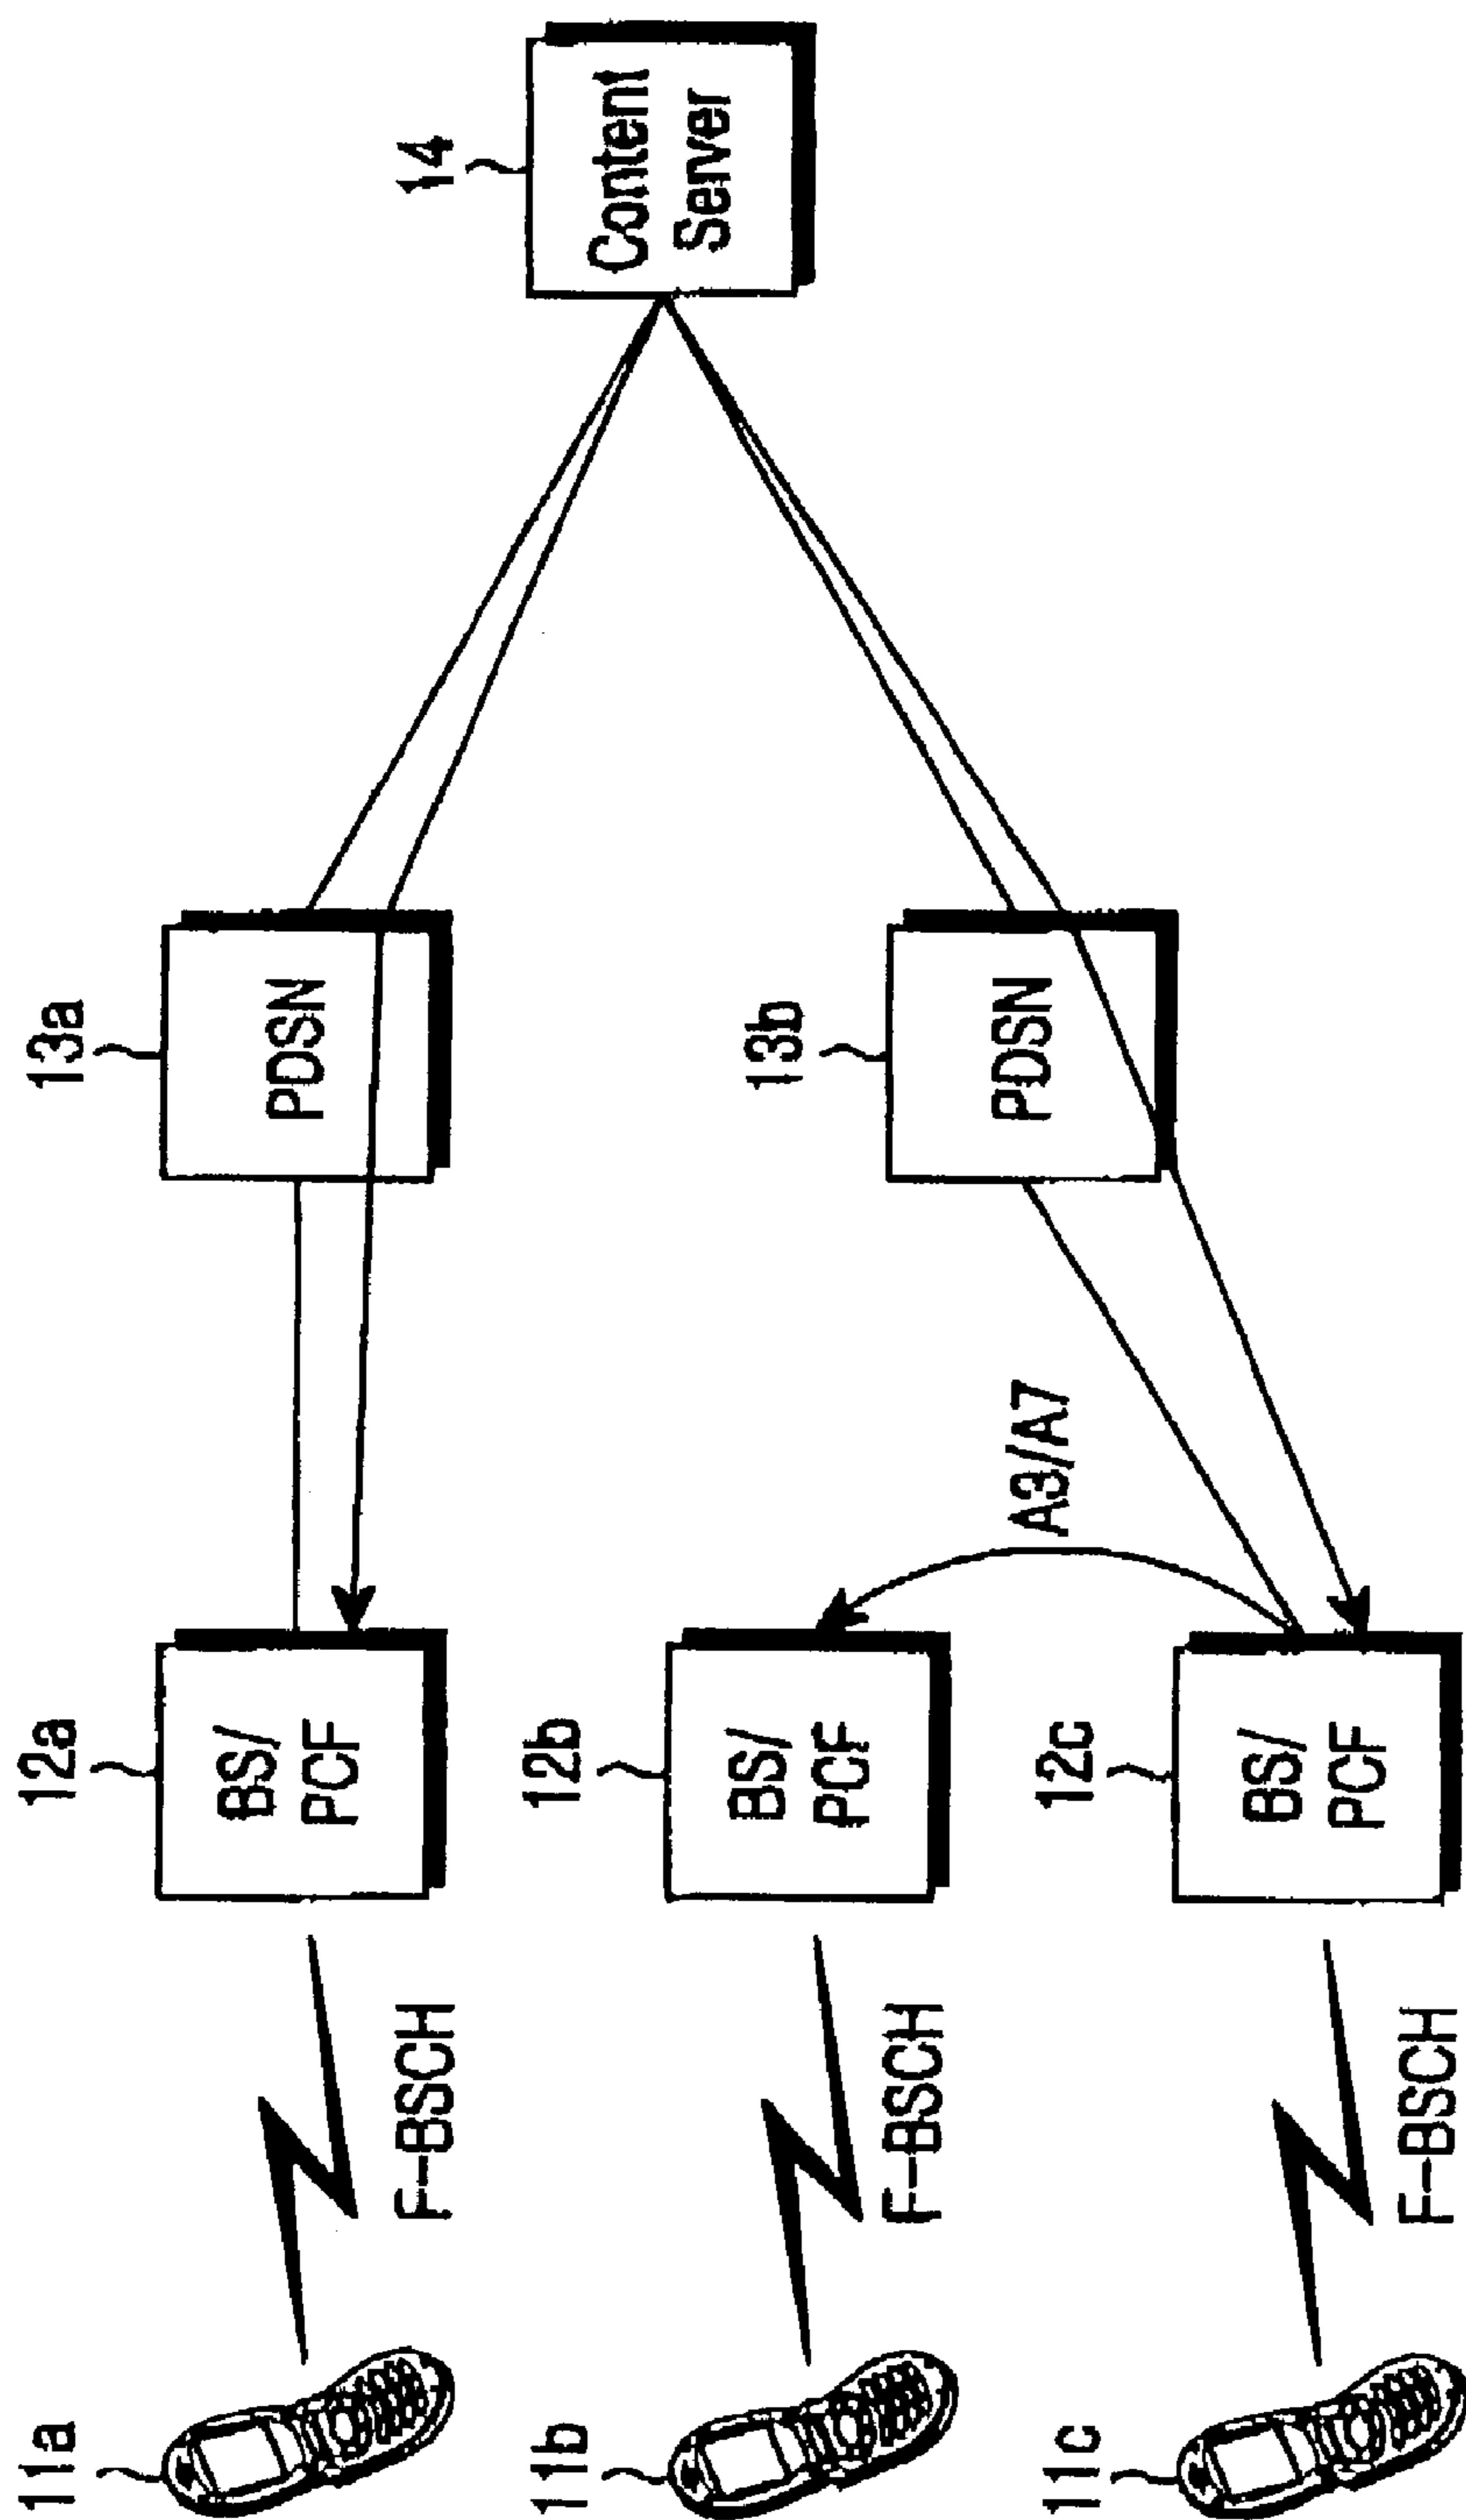 11a
F-BSCH
12a
BS/
PCF
13a
PDSN
14
Content
Server
11b
F-BSCH
12b
BS/
PCF
A3/A7
13b
PDSN
11c
F-BSCH
12c
BS/
PCF